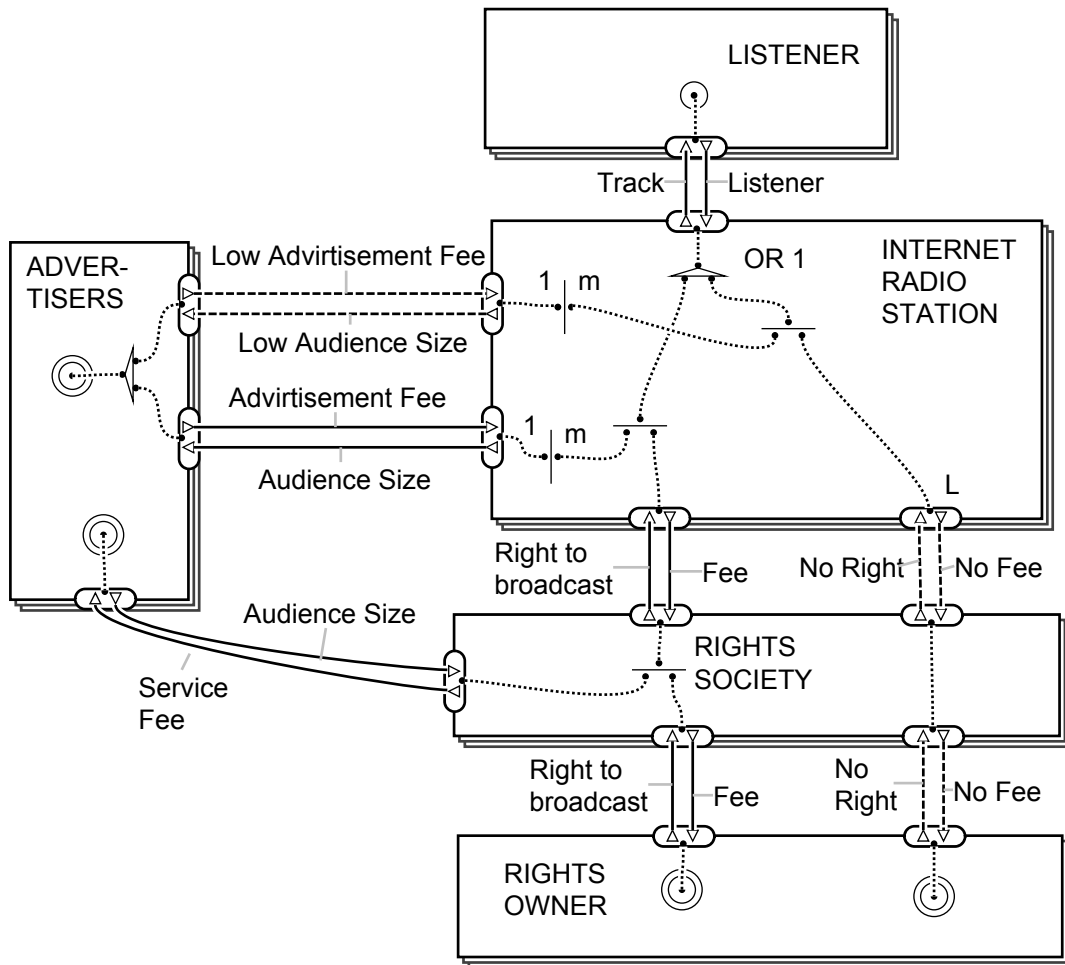 LISTENER
Track
Listener
ADVER-
TISERS
Low Advirtisement Fee
Low Audience Size
Advirtisement Fee
Audience Size
1 m
OR 1
INTERNET
RADIO
STATION
1 m
L
Right to
broadcast
Fee
No Right
No Fee
Audience Size
Service
Fee
RIGHTS
SOCIETY
Right to
broadcast
Fee
No
Right
No Fee
RIGHTS
OWNER